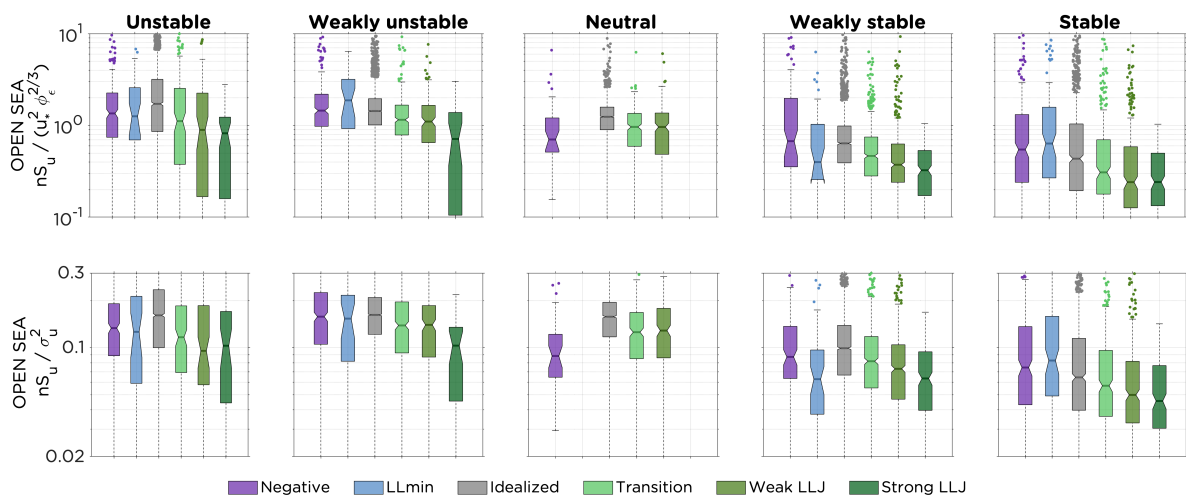 Unstable Weakly unstable Neutral Weakly stable Stable
OPEN SEA
nS_u / (u_*^2 ϕ_ϵ^{2/3})
10^1
10^0
10^-1
OPEN SEA
nS_u / σ_u^2
0.3
0.1
0.02
Negative LLmin Idealized Transition Weak LLJ Strong LLJ